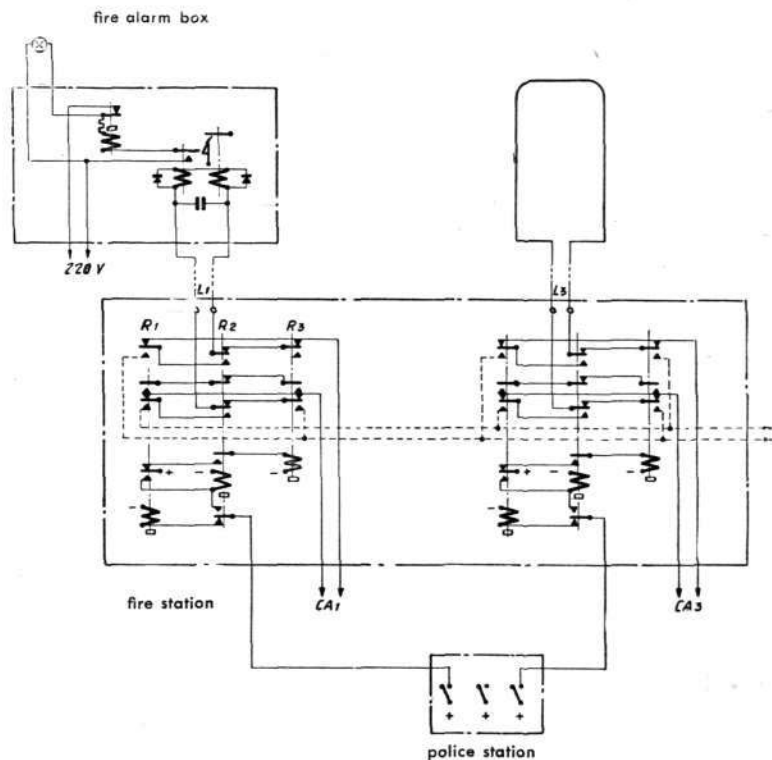 fire alarm box
220 V
L1
L3
R1 R2 R3
+ -
-
-
+ -
-
-
fire station
CA1
CA3
+ + +
police station